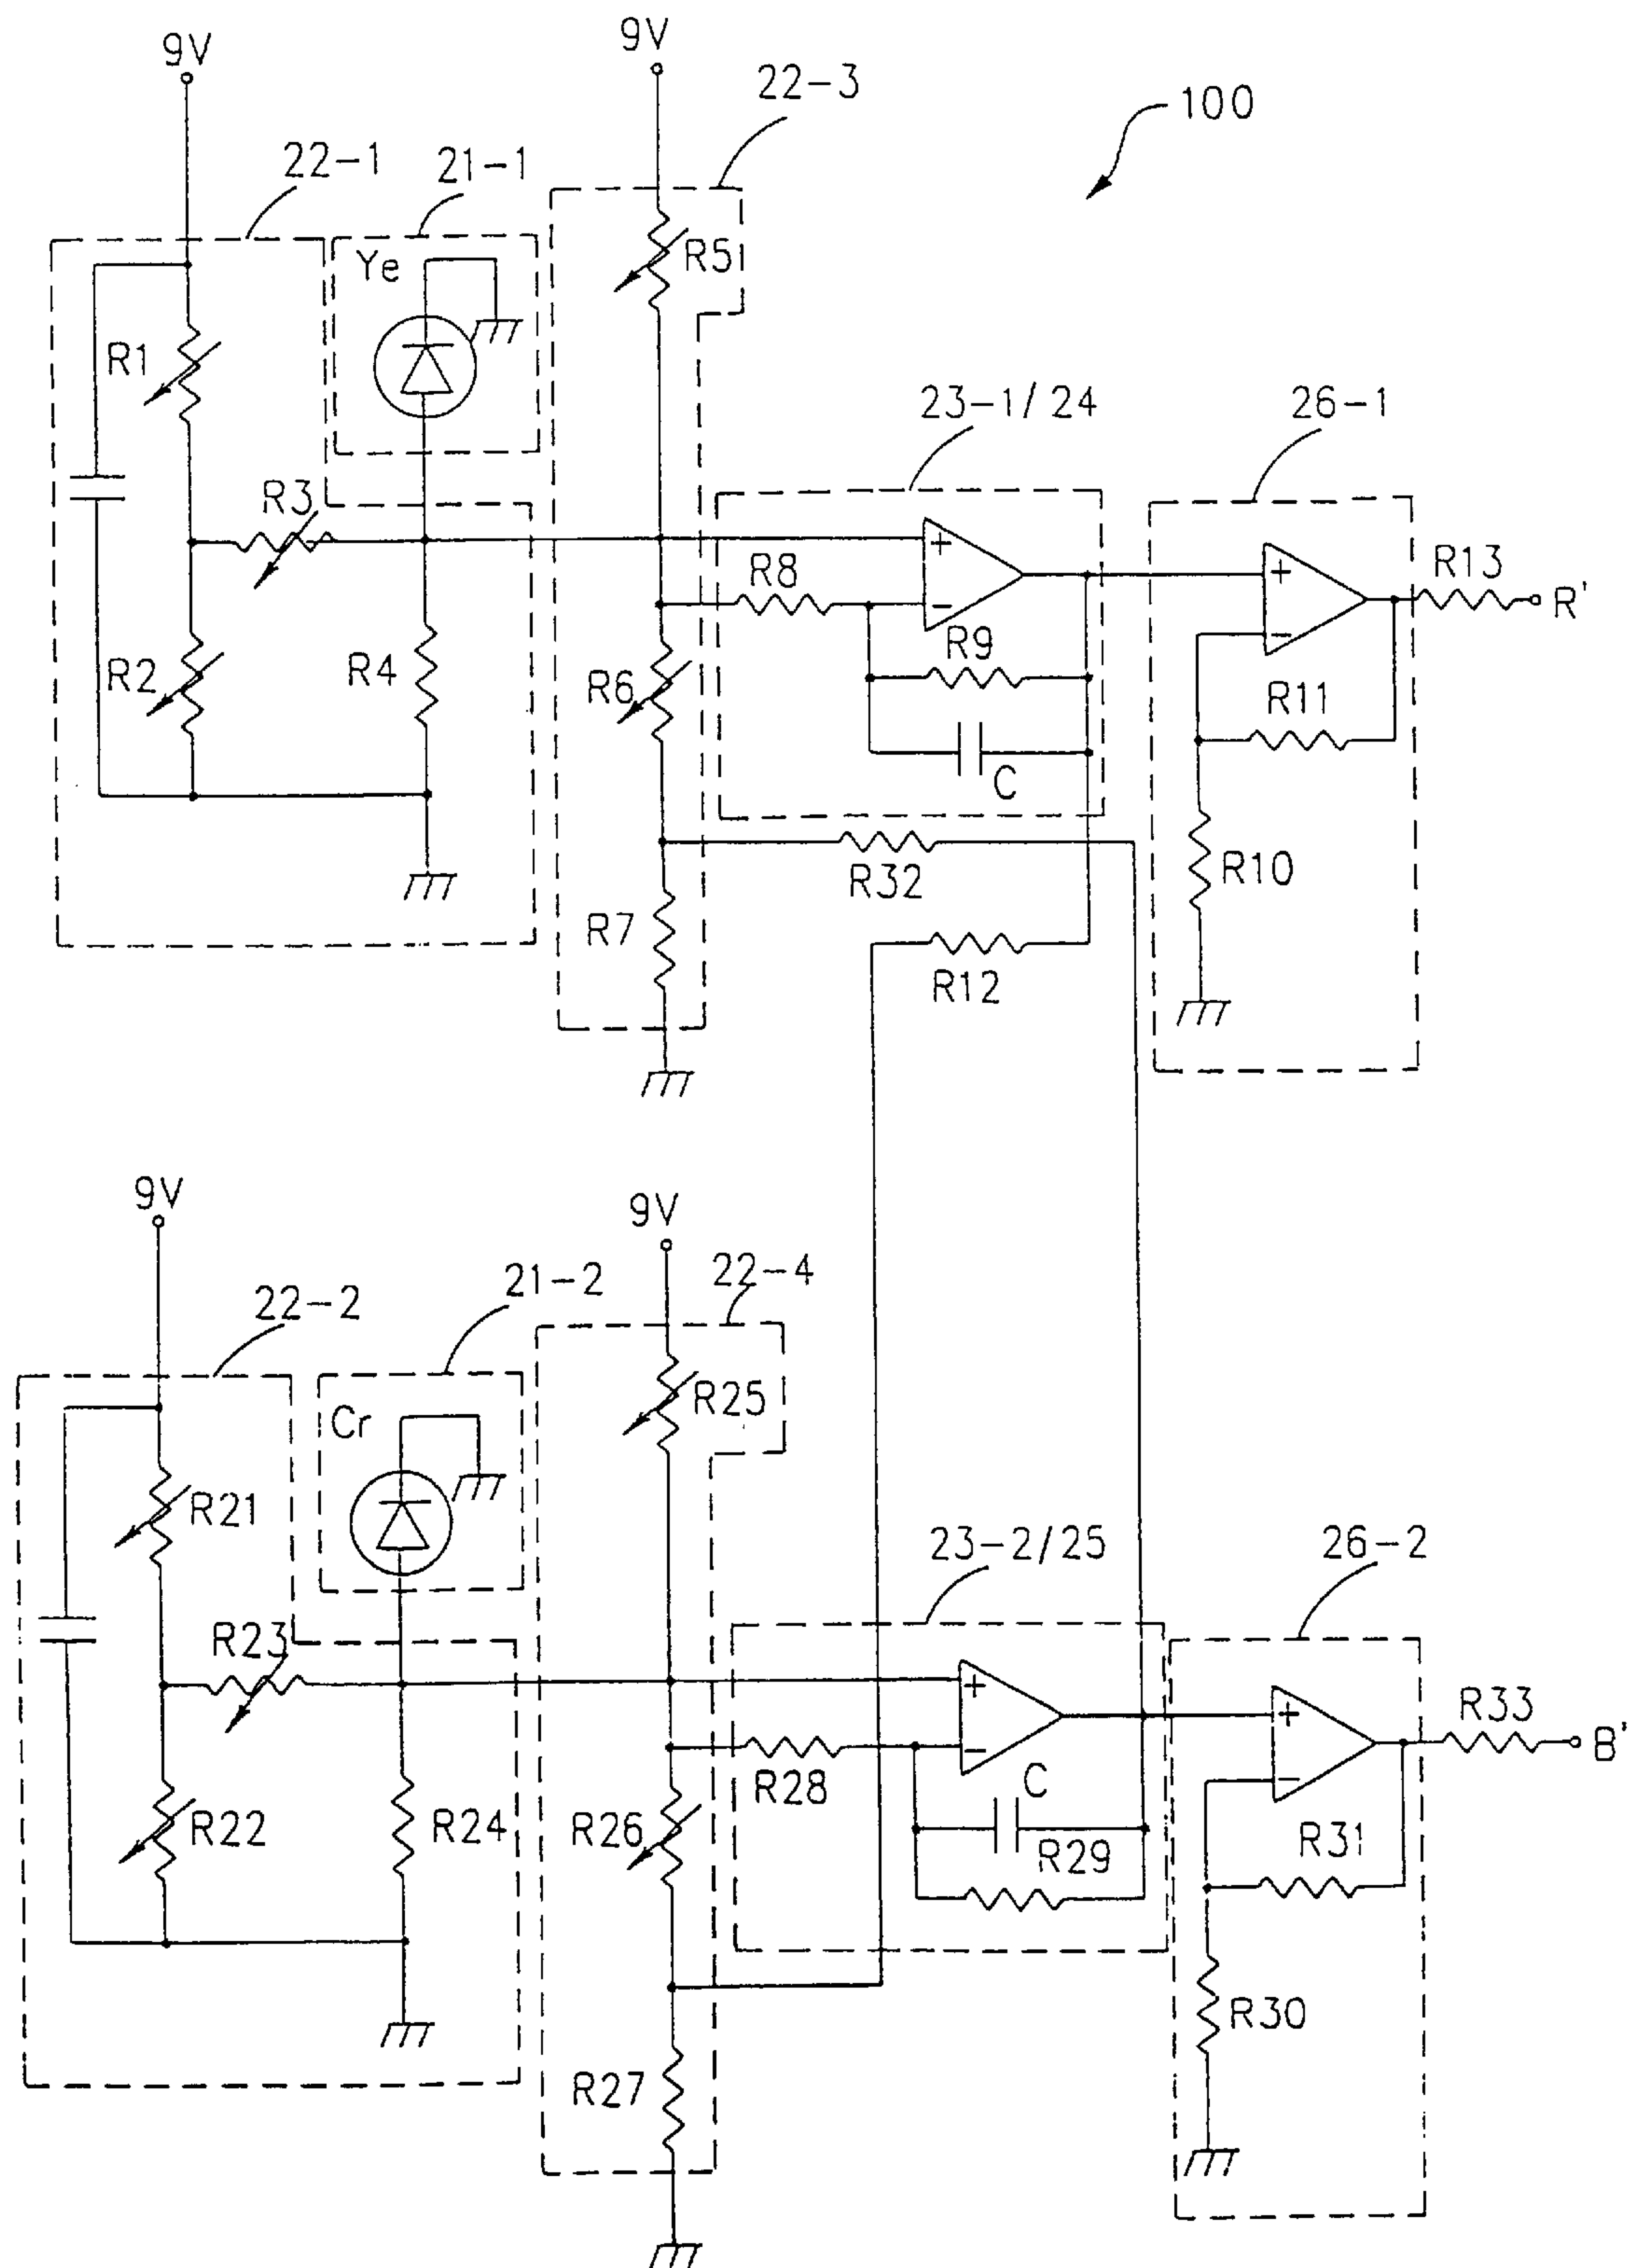 9V
9V
22-3
100
22-1
21-1
Ye
R5
R1
23-1/24
26-1
R3
+
R8
+
R13
R'
−
R9
−
R2
R4
R6
R11
C
R32
R10
R7
R12
9V
9V
22-4
21-2
22-2
Cr
R25
R21
23-2/25
26-2
R23
+
+
R33
B'
−
R28
C
−
R22
R24
R26
R29
R31
R30
R27